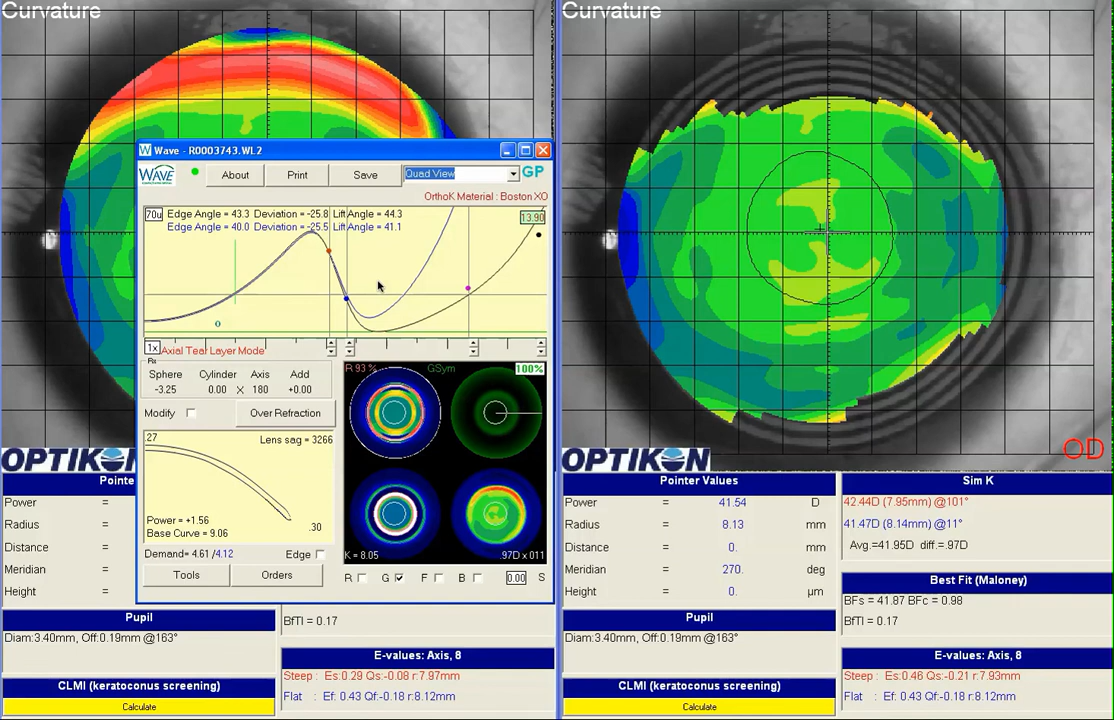 Curvature
Curvature
Wave - R0003743.WL2
WAVE
About
Print
Save
Quad View
GP
OrthoK Material : Boston XO
70u
Edge Angle = 43.3 Deviation = -25.8 Lift Angle = 44.3
Edge Angle = 40.0 Deviation = -25.5 Lift Angle = 41.1
13.90
1x
Axial Tear Layer Mode
Rx
Sphere Cylinder Axis Add
-3.25 0.00 X 180 +0.00
Modify
Over Refraction
.27
Lens sag = 3266
Power = +1.56
Base Curve = 9.06
.30
Demand= 4.61 /4.12
Edge
Tools
Orders
R 93 %
GSym
100%
K = 8.05
.97D x 011
R G F B 0.00 S
OPTIKON
Pointe
Power =
Radius =
Distance =
Meridian =
Height =
Pupil
Diam:3.40mm, Off:0.19mm @163°
CLMI (keratoconus screening)
Calculate
BfTI = 0.17
E-values: Axis, 8
Steep : Es:0.29 Qs:-0.08 r:7.97mm
Flat : Ef: 0.43 Qf:-0.18 r:8.12mm
OD
OPTIKON
Pointer Values
Power = 41.54 D
Radius = 8.13 mm
Distance = 0. mm
Meridian = 270. deg
Height = 0. µm
Pupil
Diam:3.40mm, Off:0.19mm @163°
CLMI (keratoconus screening)
Calculate
Sim K
42.44D (7.95mm) @101°
41.47D (8.14mm) @11°
Avg.=41.95D diff.=.97D
Best Fit (Maloney)
BFs = 41.87 BFc = 0.98
BfTI = 0.17
E-values: Axis, 8
Steep : Es:0.46 Qs:-0.21 r:7.93mm
Flat : Ef: 0.43 Qf:-0.18 r:8.12mm